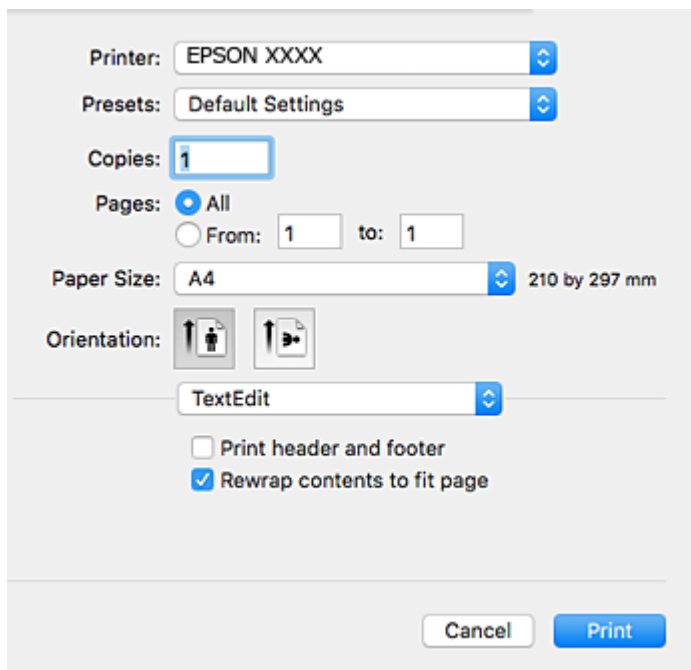 Printer: EPSON XXXX
Presets: Default Settings
Copies: 1
Pages: All
From: 1 to: 1
Paper Size: A4 210 by 297 mm
Orientation:
TextEdit
Print header and footer
Rewrap contents to fit page
Cancel Print